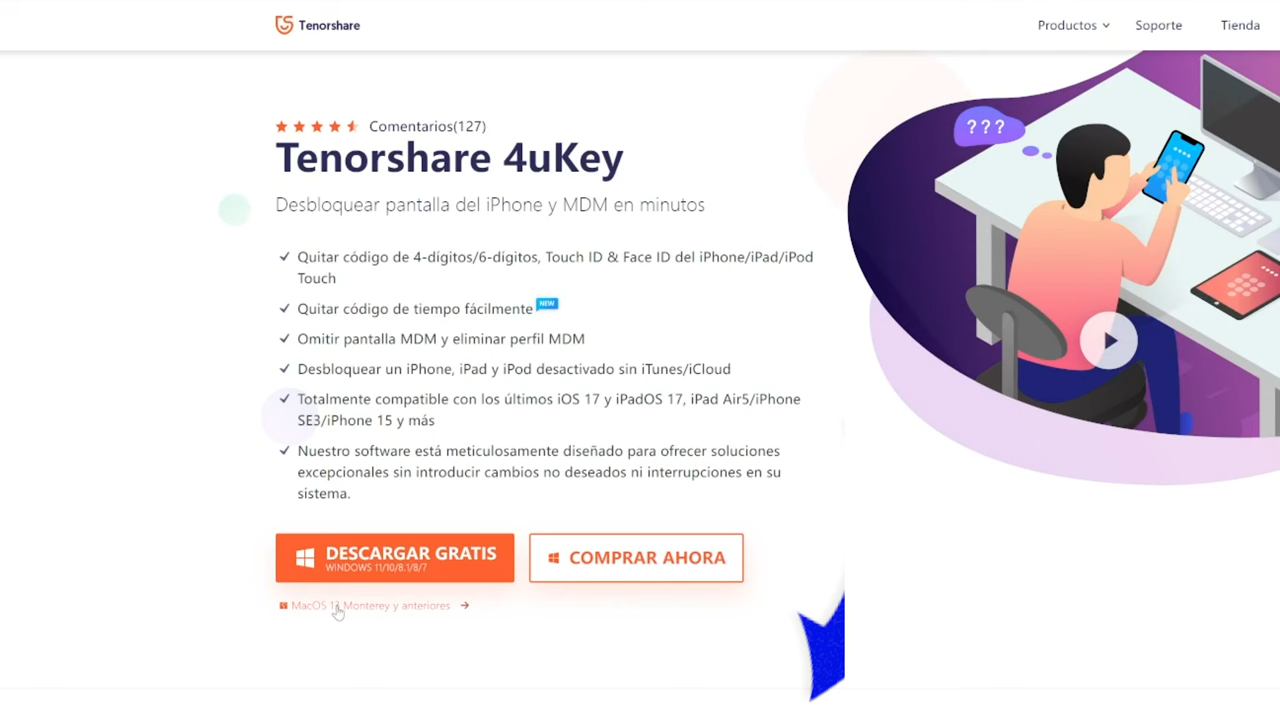 Tenorshare
Productos
Soporte
Tienda
Comentarios(127)
Tenorshare 4uKey
Desbloquear pantalla del iPhone y MDM en minutos
Quitar código de 4-dígitos/6-dígitos, Touch ID & Face ID del iPhone/iPad/iPod
Touch
Quitar código de tiempo fácilmente NEW
Omitir pantalla MDM y eliminar perfil MDM
Desbloquear un iPhone, iPad y iPod desactivado sin iTunes/iCloud
Totalmente compatible con los últimos iOS 17 y iPadOS 17, iPad Air5/iPhone
SE3/iPhone 15 y más
Nuestro software está meticulosamente diseñado para ofrecer soluciones
excepcionales sin introducir cambios no deseados ni interrupciones en su
sistema.
DESCARGAR GRATIS
WINDOWS 11/10/8.1/8/7
COMPRAR AHORA
MacOS Monterey y anteriores
???